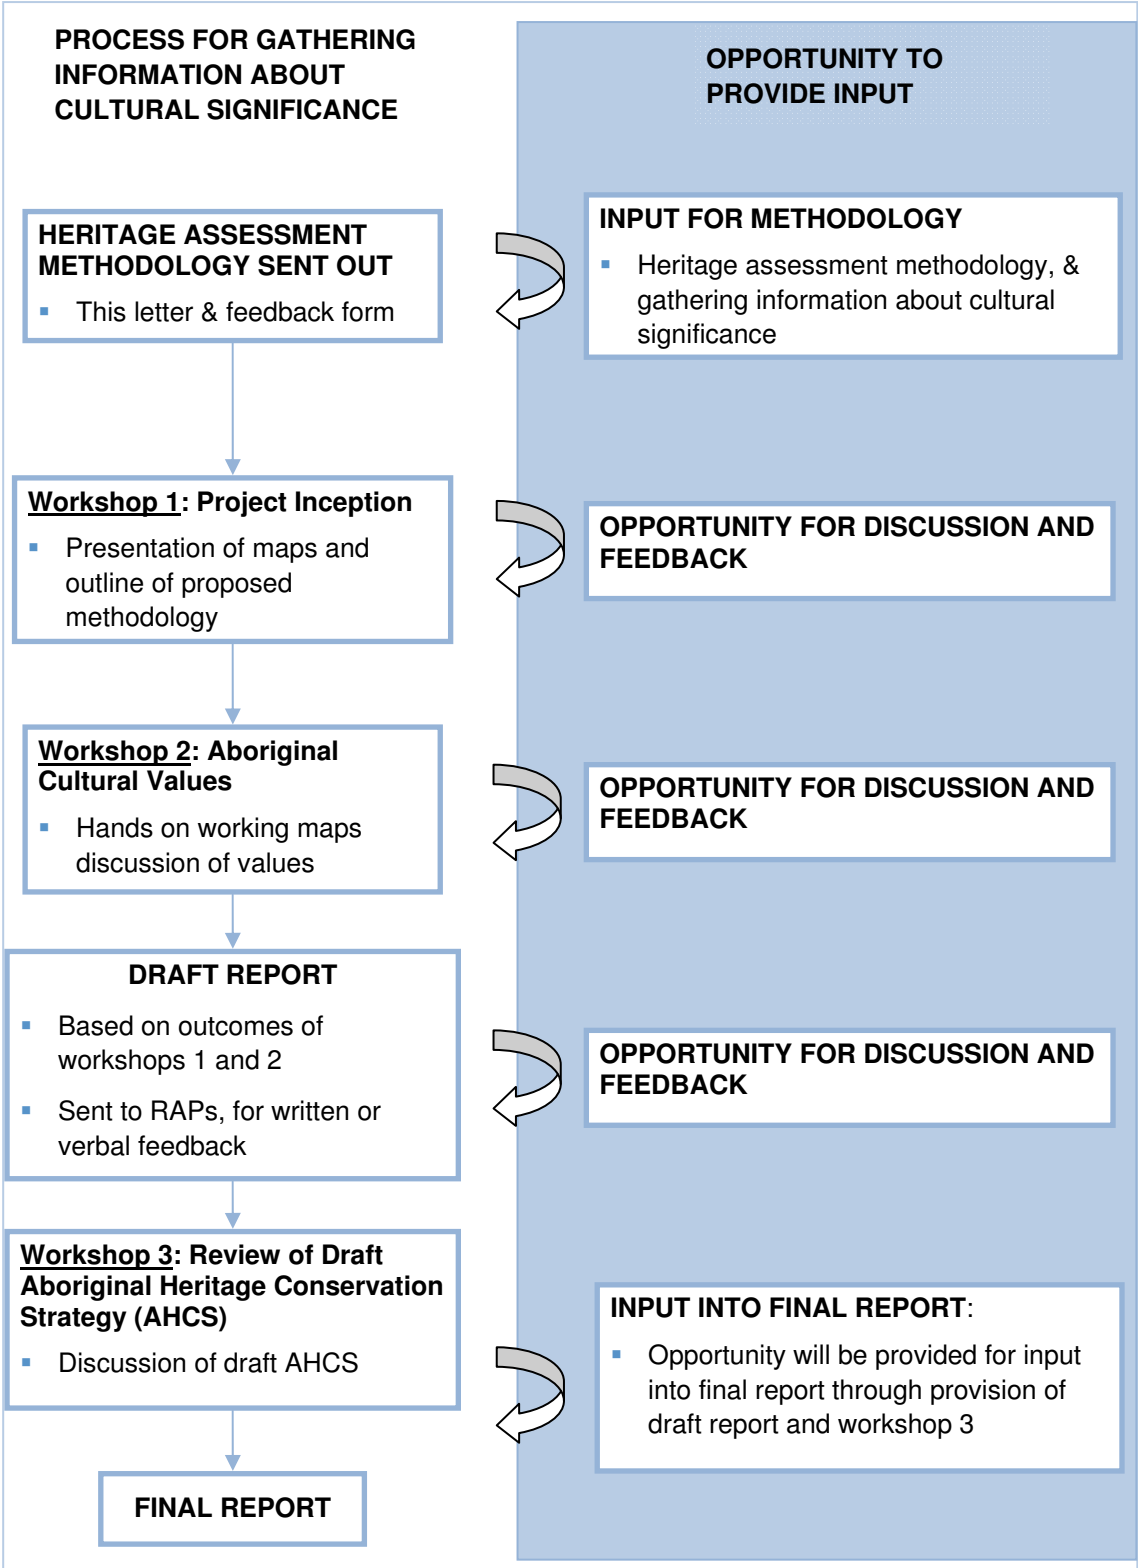 PROCESS FOR GATHERING
INFORMATION ABOUT
CULTURAL SIGNIFICANCE
OPPORTUNITY TO
PROVIDE INPUT
HERITAGE ASSESSMENT
METHODOLOGY SENT OUT
▪ This letter & feedback form
INPUT FOR METHODOLOGY
▪ Heritage assessment methodology, &
gathering information about cultural
significance
Workshop 1: Project Inception
▪ Presentation of maps and
outline of proposed
methodology
OPPORTUNITY FOR DISCUSSION AND
FEEDBACK
Workshop 2: Aboriginal
Cultural Values
▪ Hands on working maps
discussion of values
OPPORTUNITY FOR DISCUSSION AND
FEEDBACK
DRAFT REPORT
▪ Based on outcomes of
workshops 1 and 2
▪ Sent to RAPs, for written or
verbal feedback
OPPORTUNITY FOR DISCUSSION AND
FEEDBACK
Workshop 3: Review of Draft
Aboriginal Heritage Conservation
Strategy (AHCS)
▪ Discussion of draft AHCS
INPUT INTO FINAL REPORT:
▪ Opportunity will be provided for input
into final report through provision of
draft report and workshop 3
FINAL REPORT